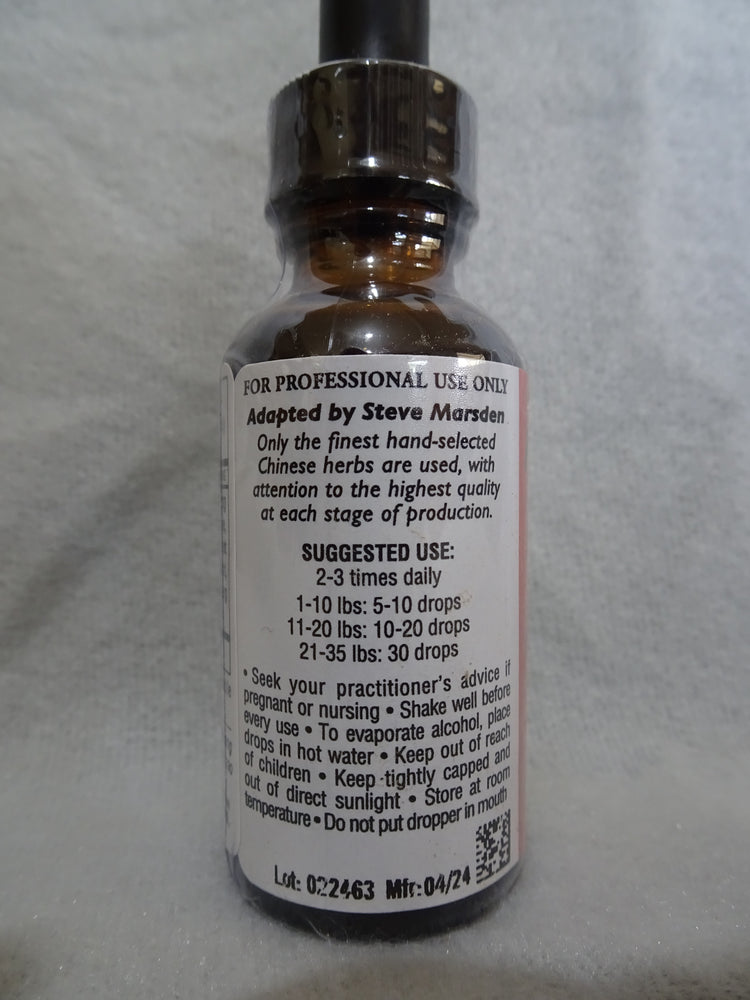 FOR PROFESSIONAL USE ONLY
Adapted by Steve Marsden
Only the finest hand-selected
Chinese herbs are used, with
attention to the highest quality
at each stage of production.
SUGGESTED USE:
2-3 times daily
1-10 lbs: 5-10 drops
11-20 lbs: 10-20 drops
21-35 lbs: 30 drops
• Seek your practitioner's advice if
pregnant or nursing • Shake well before
every use • To evaporate alcohol, place
drops in hot water • Keep out of reach
of children • Keep tightly capped and
out of direct sunlight • Store at room
temperature • Do not put dropper in mouth
Lot: 022463 Mfr: 04/24